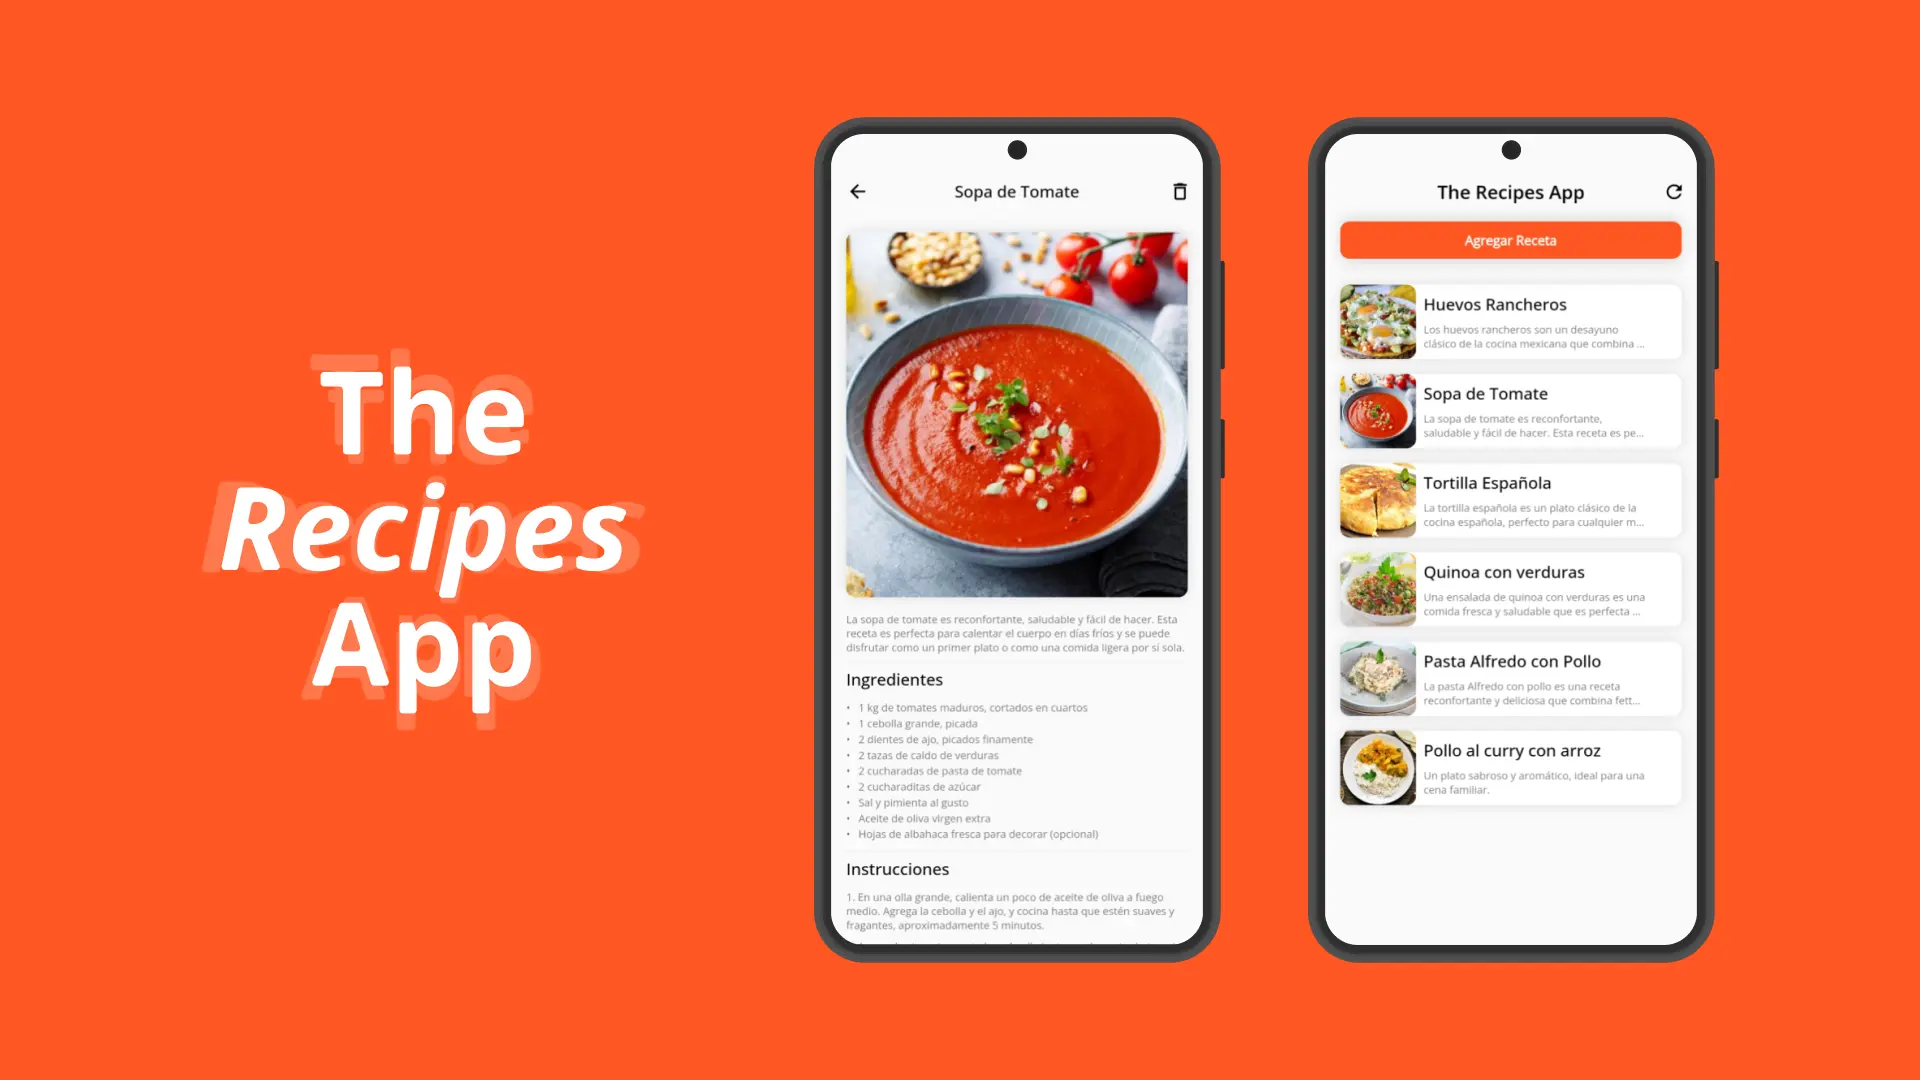 The
Recipes
App
Sopa de Tomate
La sopa de tomate es reconfortante, saludable y fácil de hacer. Esta
receta es perfecta para calentar el cuerpo en días fríos y se puede
disfrutar como un primer plato o como una comida ligera por sí sola.
Ingredientes
• 1 kg de tomates maduros, cortados en cuartos
• 1 cebolla grande, picada
• 2 dientes de ajo, picados finamente
• 2 tazas de caldo de verduras
• 2 cucharadas de pasta de tomate
• 2 cucharaditas de azúcar
• Sal y pimienta al gusto
• Aceite de oliva virgen extra
• Hojas de albahaca fresca para decorar (opcional)
Instrucciones
1. En una olla grande, calienta un poco de aceite de oliva a fuego
medio. Agrega la cebolla y el ajo, y cocina hasta que estén suaves y
fragantes, aproximadamente 5 minutos.
The Recipes App
Agregar Receta
Huevos Rancheros
Los huevos rancheros son un desayuno
clásico de la cocina mexicana que combina ...
Sopa de Tomate
La sopa de tomate es reconfortante,
saludable y fácil de hacer. Esta receta es pe...
Tortilla Española
La tortilla española es un plato clásico de la
cocina española, perfecto para cualquier m...
Quinoa con verduras
Una ensalada de quinoa con verduras es una
comida fresca y saludable que es perfecta ...
Pasta Alfredo con Pollo
La pasta Alfredo con pollo es una receta
reconfortante y deliciosa que combina fett...
Pollo al curry con arroz
Un plato sabroso y aromático, ideal para una
cena familiar.